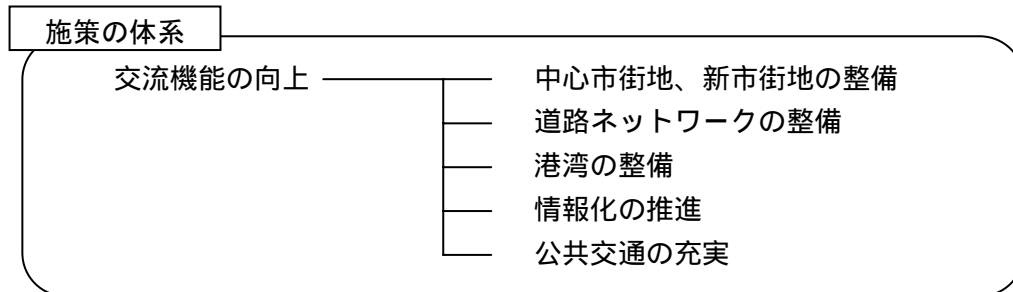 施策の体系
交流機能の向上
中心市街地、新市街地の整備
道路ネットワークの整備
港湾の整備
情報化の推進
公共交通の充実